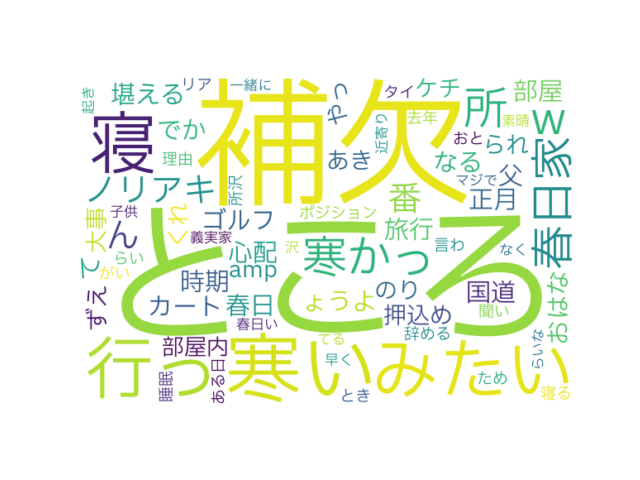 リア
一緒に
堪える
でか
理由
起き
寝
補欠
やっ
あき
タイ
ケチ
去年
近寄り
所
おと
素晴
られ
部屋
w
春日家
ノリアキ
所沢
なる
父
マジで
正月
番
旅行
大事
子供
ん
くれ
義実家
ゴルフ
ポジション
心配
amp
寒かっ
沢
言わ
なく
て
らい
がい
ずえ
時期
カート
春日
春日い
ところ
ょうよ
のり
押込め
辞める
国道
聞い
おはな
行っ
部屋内
睡眠
ある日
寒い
てる
早く
とき
みたい
ため
らいな
寝る